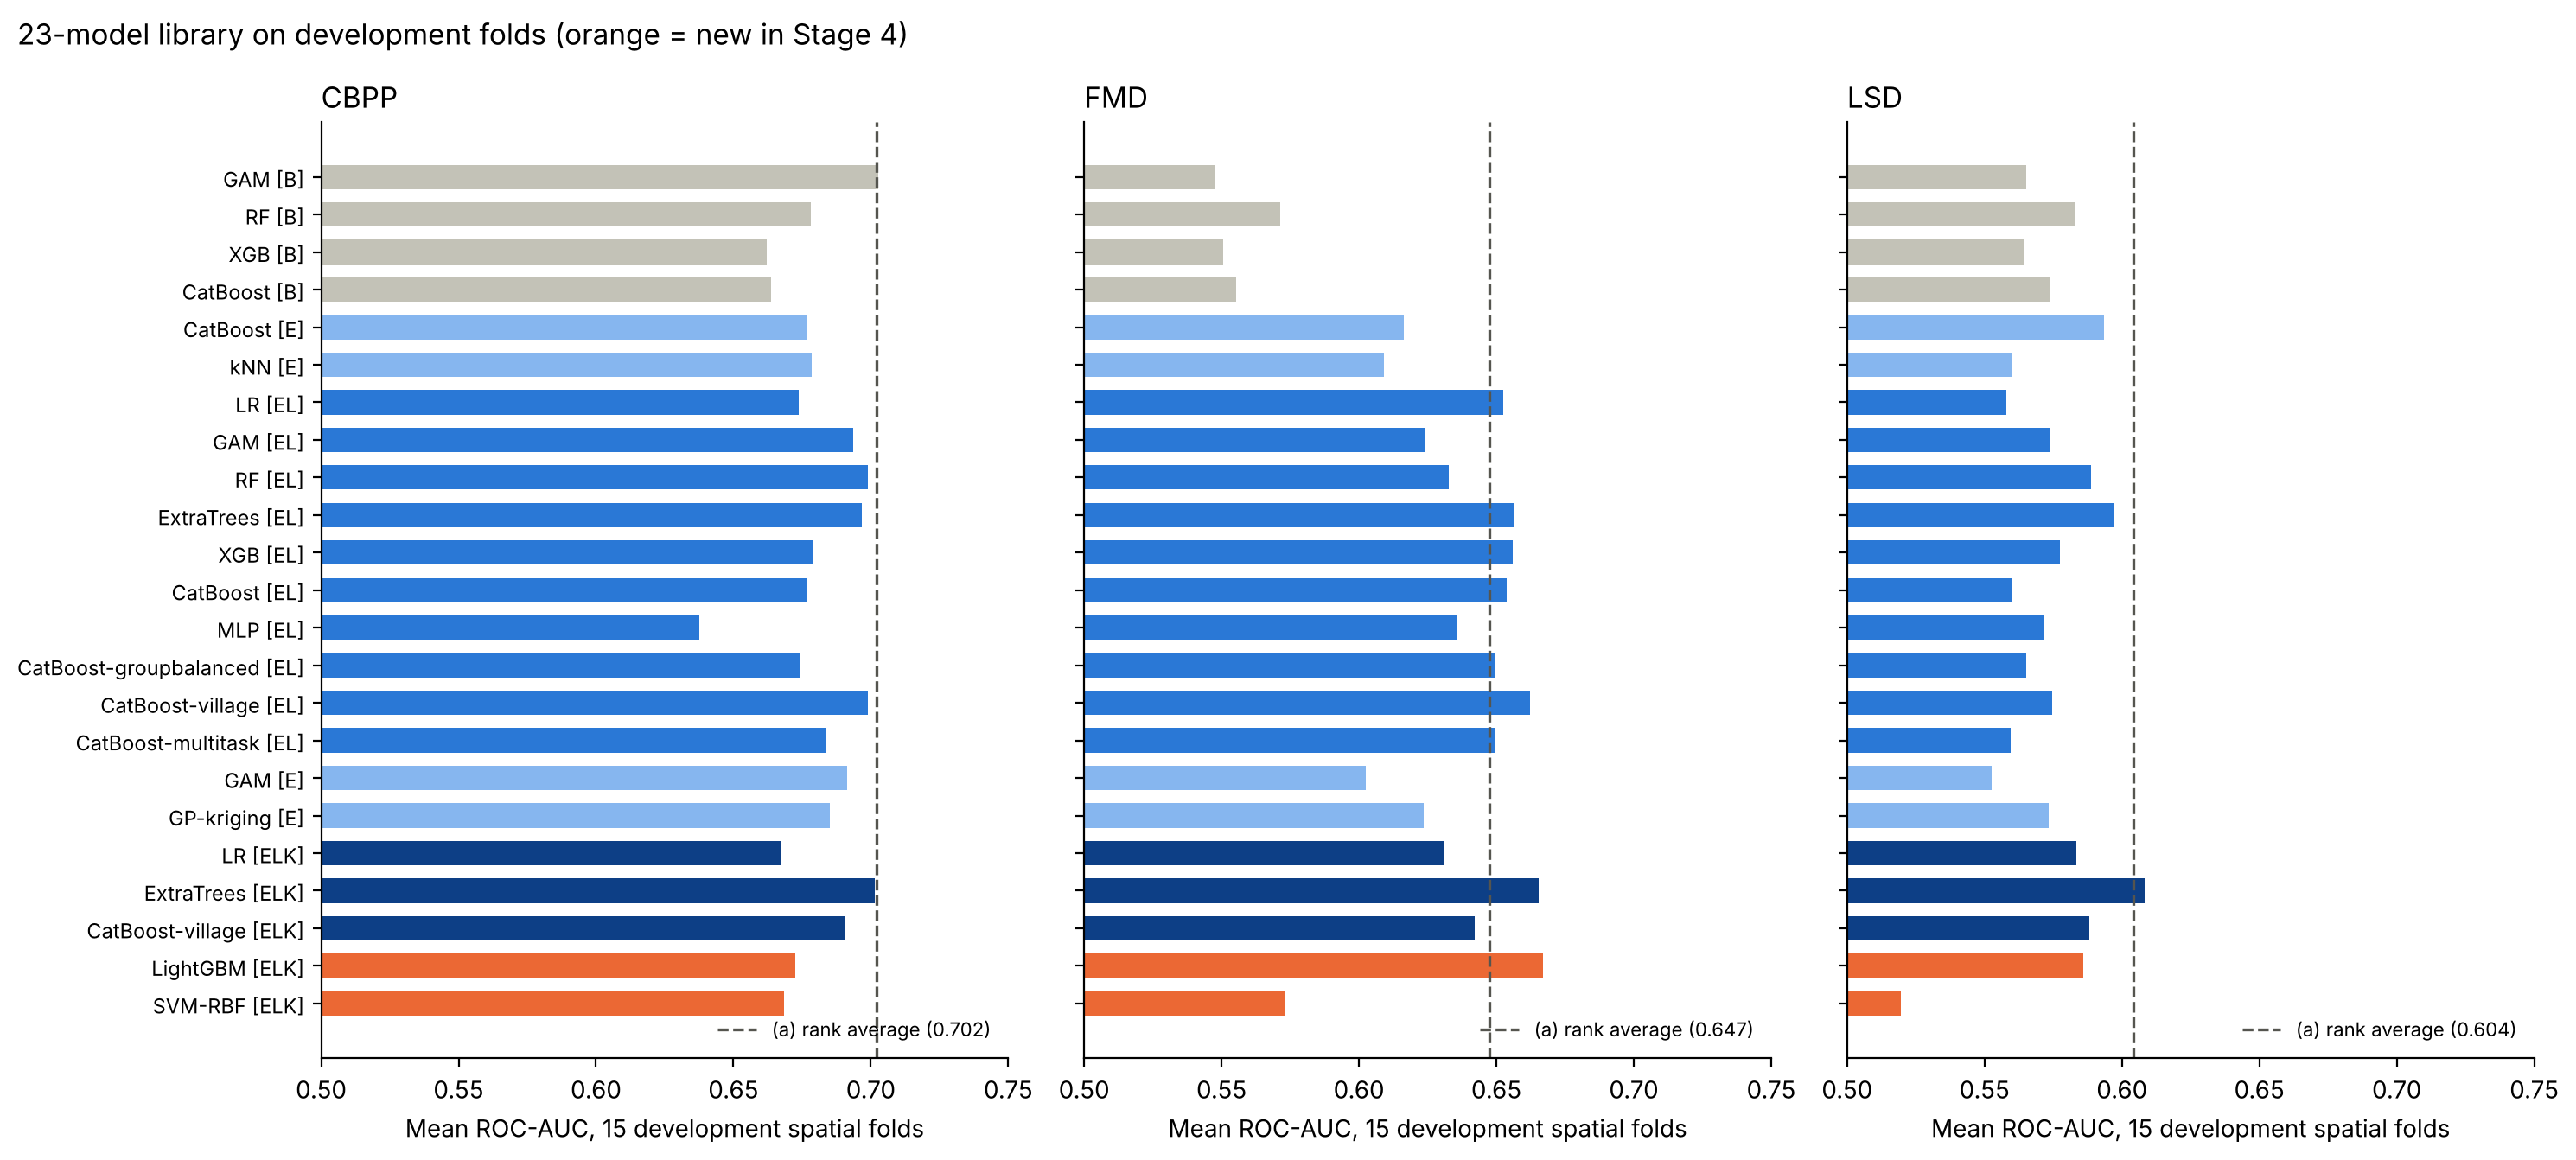 23-model library on development folds (orange = new in Stage 4)
CBPP
FMD
LSD
GAM [B]
RF [B]
XGB [B]
CatBoost [B]
CatBoost [E]
kNN [E]
LR [EL]
GAM [EL]
RF [EL]
ExtraTrees [EL]
XGB [EL]
CatBoost [EL]
MLP [EL]
CatBoost-groupbalanced [EL]
CatBoost-village [EL]
CatBoost-multitask [EL]
GAM [E]
GP-kriging [E]
LR [ELK]
ExtraTrees [ELK]
CatBoost-village [ELK]
LightGBM [ELK]
SVM-RBF [ELK]
(a) rank average (0.702)
(a) rank average (0.647)
(a) rank average (0.604)
0.50 0.55 0.60 0.65 0.70 0.75
0.50 0.55 0.60 0.65 0.70 0.75
0.50 0.55 0.60 0.65 0.70 0.75
Mean ROC-AUC, 15 development spatial folds
Mean ROC-AUC, 15 development spatial folds
Mean ROC-AUC, 15 development spatial folds